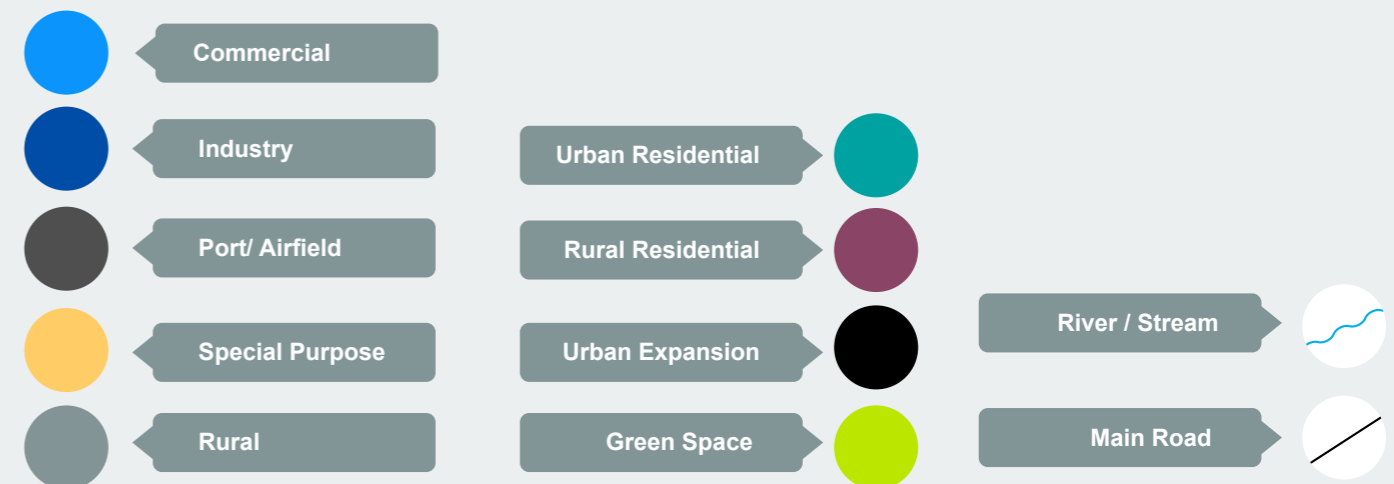 Commercial
Industry
Port/ Airfield
Special Purpose
Rural
Urban Residential
Rural Residential
Urban Expansion
Green Space
River / Stream
Main Road